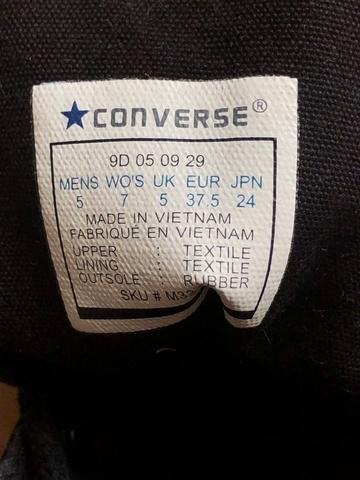 CONVERSE®
9D 05 09 29
MENS WO'S UK EUR JPN
5 7 5 37.5 24
MADE IN VIETNAM
FABRIQUÉ EN VIETNAM
UPPER : TEXTILE
LINING : TEXTILE
OUTSOLE : RUBBER
SKU #